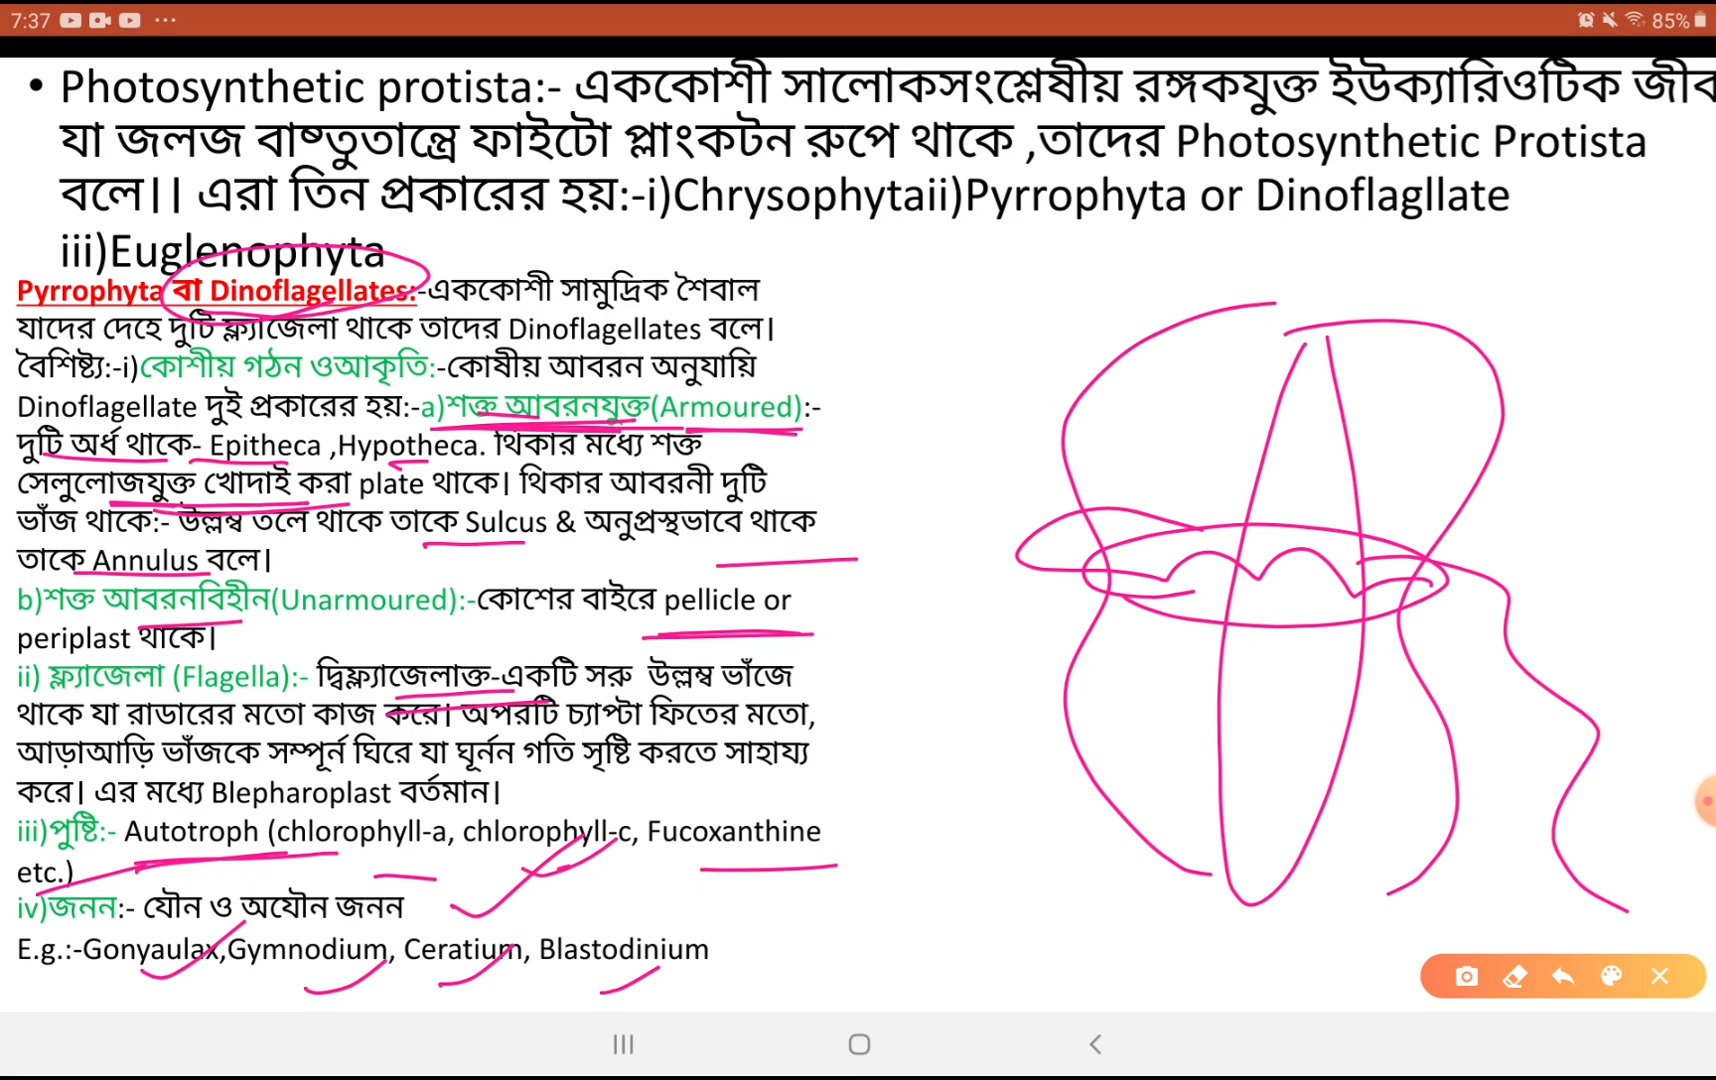 7:37
85%
• Photosynthetic protista:- এককোশী সালোকসংশ্লেষীয় রঙ্গকযুক্ত ইউক্যারিওটিক জীব
যা জলজ বাষ্তুতান্ত্রে ফাইটো প্লাংকটন রুপে থাকে ,তাদের Photosynthetic Protista
বলে।। এরা তিন প্রকারের হয়:-i)Chrysophytaii)Pyrrophyta or Dinoflagllate
iii)Euglenophyta
Pyrrophyta বা Dinoflagellates:-এককোশী সামুদ্রিক শৈবাল
যাদের দেহে দুটি ফ্ল্যাজেলা থাকে তাদের Dinoflagellates বলে।
বৈশিষ্ট্য:-i)কোশীয় গঠন ওআকৃতি:-কোষীয় আবরন অনুযায়ি
Dinoflagellate দুই প্রকারের হয়:-a)শক্ত আবরনযুক্ত(Armoured):-
দুটি অর্ধ থাকে- Epitheca ,Hypotheca. থিকার মধ্যে শক্ত
সেলুলোজযুক্ত খোদাই করা plate থাকে। থিকার আবরনী দুটি
ভাঁজ থাকে:- উল্লম্ব তলে থাকে তাকে Sulcus & অনুপ্রস্থভাবে থাকে
তাকে Annulus বলে।
b)শক্ত আবরনবিহীন(Unarmoured):-কোশের বাইরে pellicle or
periplast থাকে।
ii) ফ্ল্যাজেলা (Flagella):- দ্বিফ্ল্যাজেলাক্ত-একটি সরু উল্লম্ব ভাঁজে
থাকে যা রাডারের মতো কাজ করে। অপরটি চ্যাপ্টা ফিতের মতো,
আড়াআড়ি ভাঁজকে সম্পূর্ন ঘিরে যা ঘূর্নন গতি সৃষ্টি করতে সাহায্য
করে। এর মধ্যে Blepharoplast বর্তমান।
iii)পুষ্টি:- Autotroph (chlorophyll-a, chlorophyll-c, Fucoxanthine
etc.)
iv)জনন:- যৌন ও অযৌন জনন
E.g.:-Gonyaulax,Gymnodium, Ceratium, Blastodinium